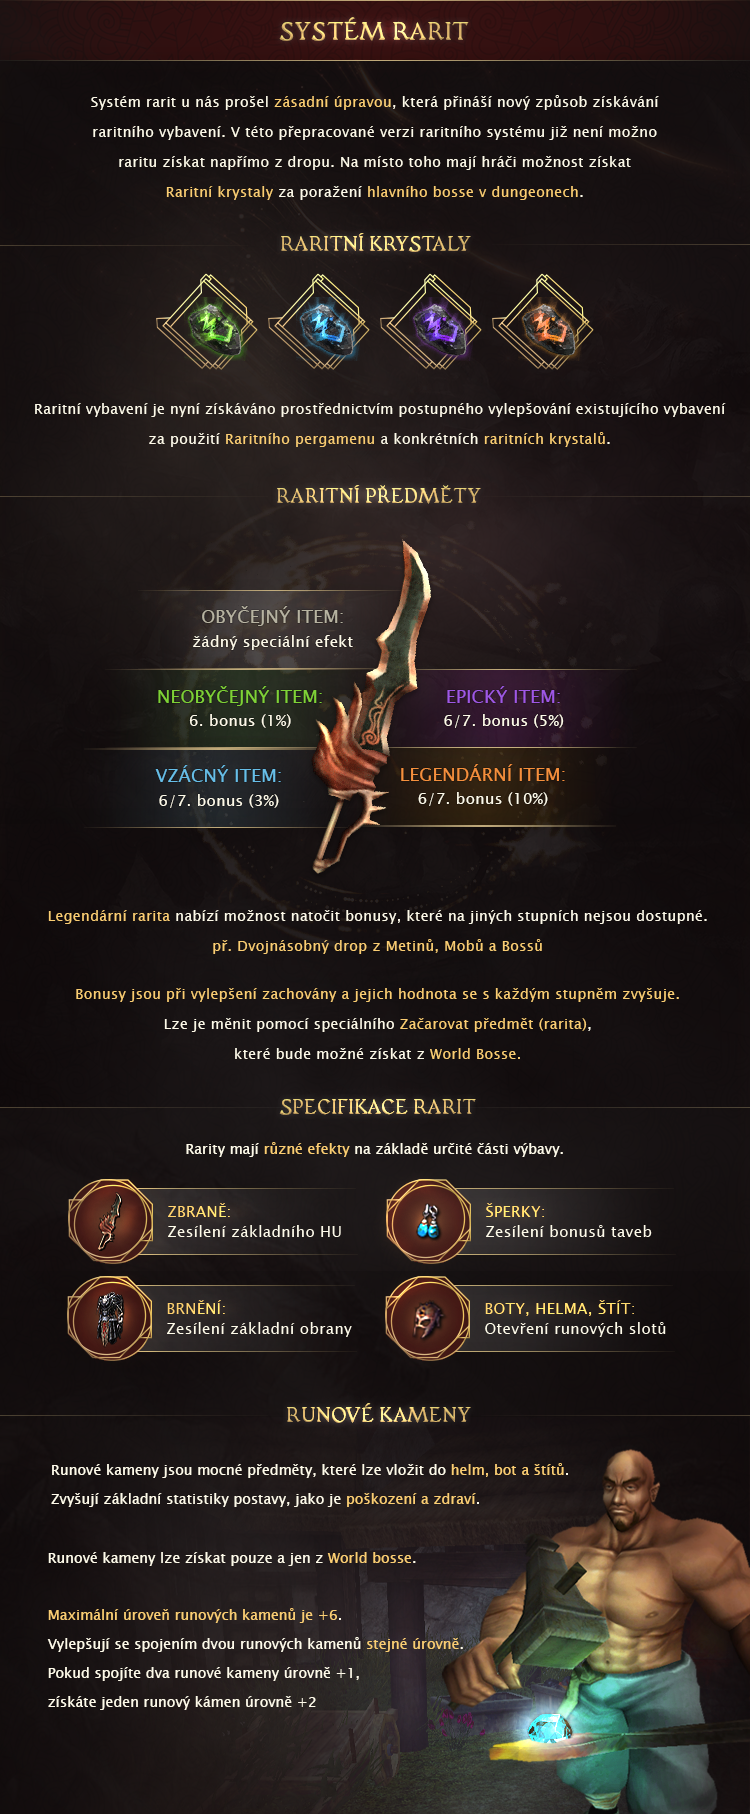 SYSTÉM RARIT
Systém rarit u nás prošel zásadní úpravou, která přináší nový způsob získávání
raritního vybavení. V této přepracované verzi raritního systému již není možno
raritu získat napřímo z dropu. Na místo toho mají hráči možnost získat
Raritní krystaly za poražení hlavního bosse v dungeonech.
RARITNÍ KRYSTALY
Raritní vybavení je nyní získáváno prostřednictvím postupného vylepšování existujícího vybavení
za použití Raritního pergamenu a konkrétních raritních krystalů.
RARITNÍ PŘEDMĚTY
OBYČEJNÝ ITEM:
žádný speciální efekt
NEOBYČEJNÝ ITEM:
6. bonus (1%)
EPICKÝ ITEM:
6/7. bonus (5%)
VZÁCNÝ ITEM:
6/7. bonus (3%)
LEGENDÁRNÍ ITEM:
6/7. bonus (10%)
Legendární rarita nabízí možnost natočit bonusy, které na jiných stupních nejsou dostupné.
př. Dvojnásobný drop z Metinů, Mobů a Bossů
Bonusy jsou při vylepšení zachovány a jejich hodnota se s každým stupněm zvyšuje.
Lze je měnit pomocí speciálního Začarovat předmět (rarita),
které bude možné získat z World Bosse.
SPECIFIKACE RARIT
Rarity mají různé efekty na základě určité části výbavy.
ZBRANĚ:
Zesílení základního HU
ŠPERKY:
Zesílení bonusů taveb
BRNĚNÍ:
Zesílení základní obrany
BOTY, HELMA, ŠTÍT:
Otevření runových slotů
RUNOVÉ KAMENY
Runové kameny jsou mocné předměty, které lze vložit do helm, bot a štítů.
Zvyšují základní statistiky postavy, jako je poškození a zdraví.
Runové kameny lze získat pouze a jen z World bosse.
Maximální úroveň runových kamenů je +6.
Vylepšují se spojením dvou runových kamenů stejné úrovně.
Pokud spojíte dva runové kameny úrovně +1,
získáte jeden runový kámen úrovně +2